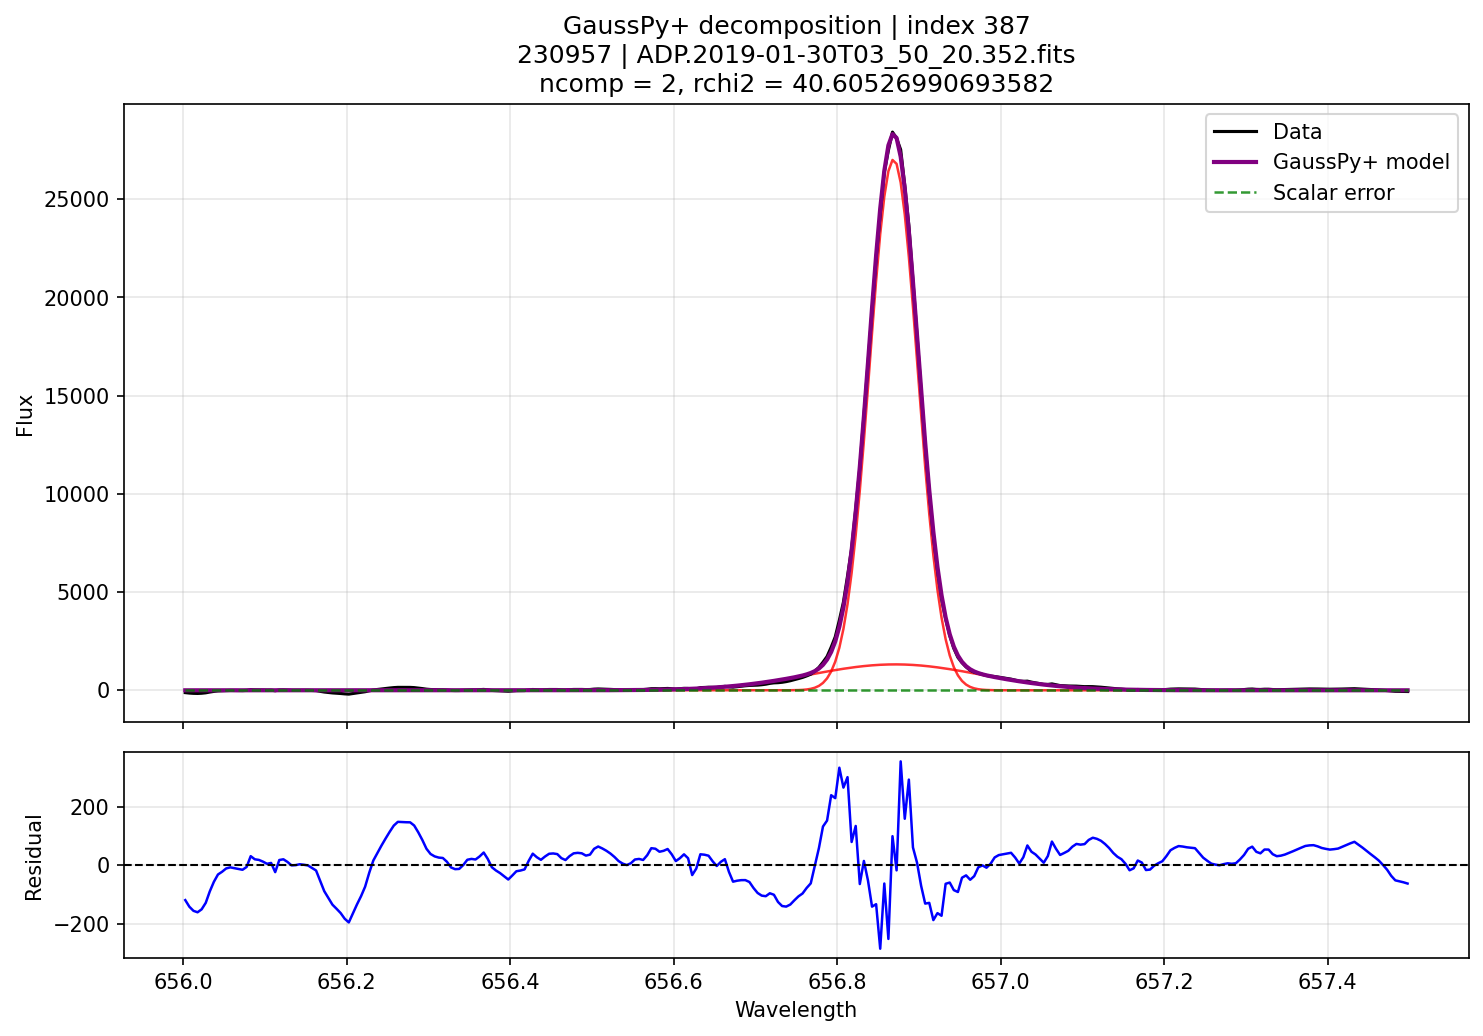 GaussPy+ decomposition | index 387
230957 | ADP.2019-01-30T03_50_20.352.fits
ncomp = 2, rchi2 = 40.60526990693582
Data
GaussPy+ model
Scalar error
Flux
25000
20000
15000
10000
5000
0
Residual
200
0
−200
656.0
656.2
656.4
656.6
656.8
657.0
657.2
657.4
Wavelength